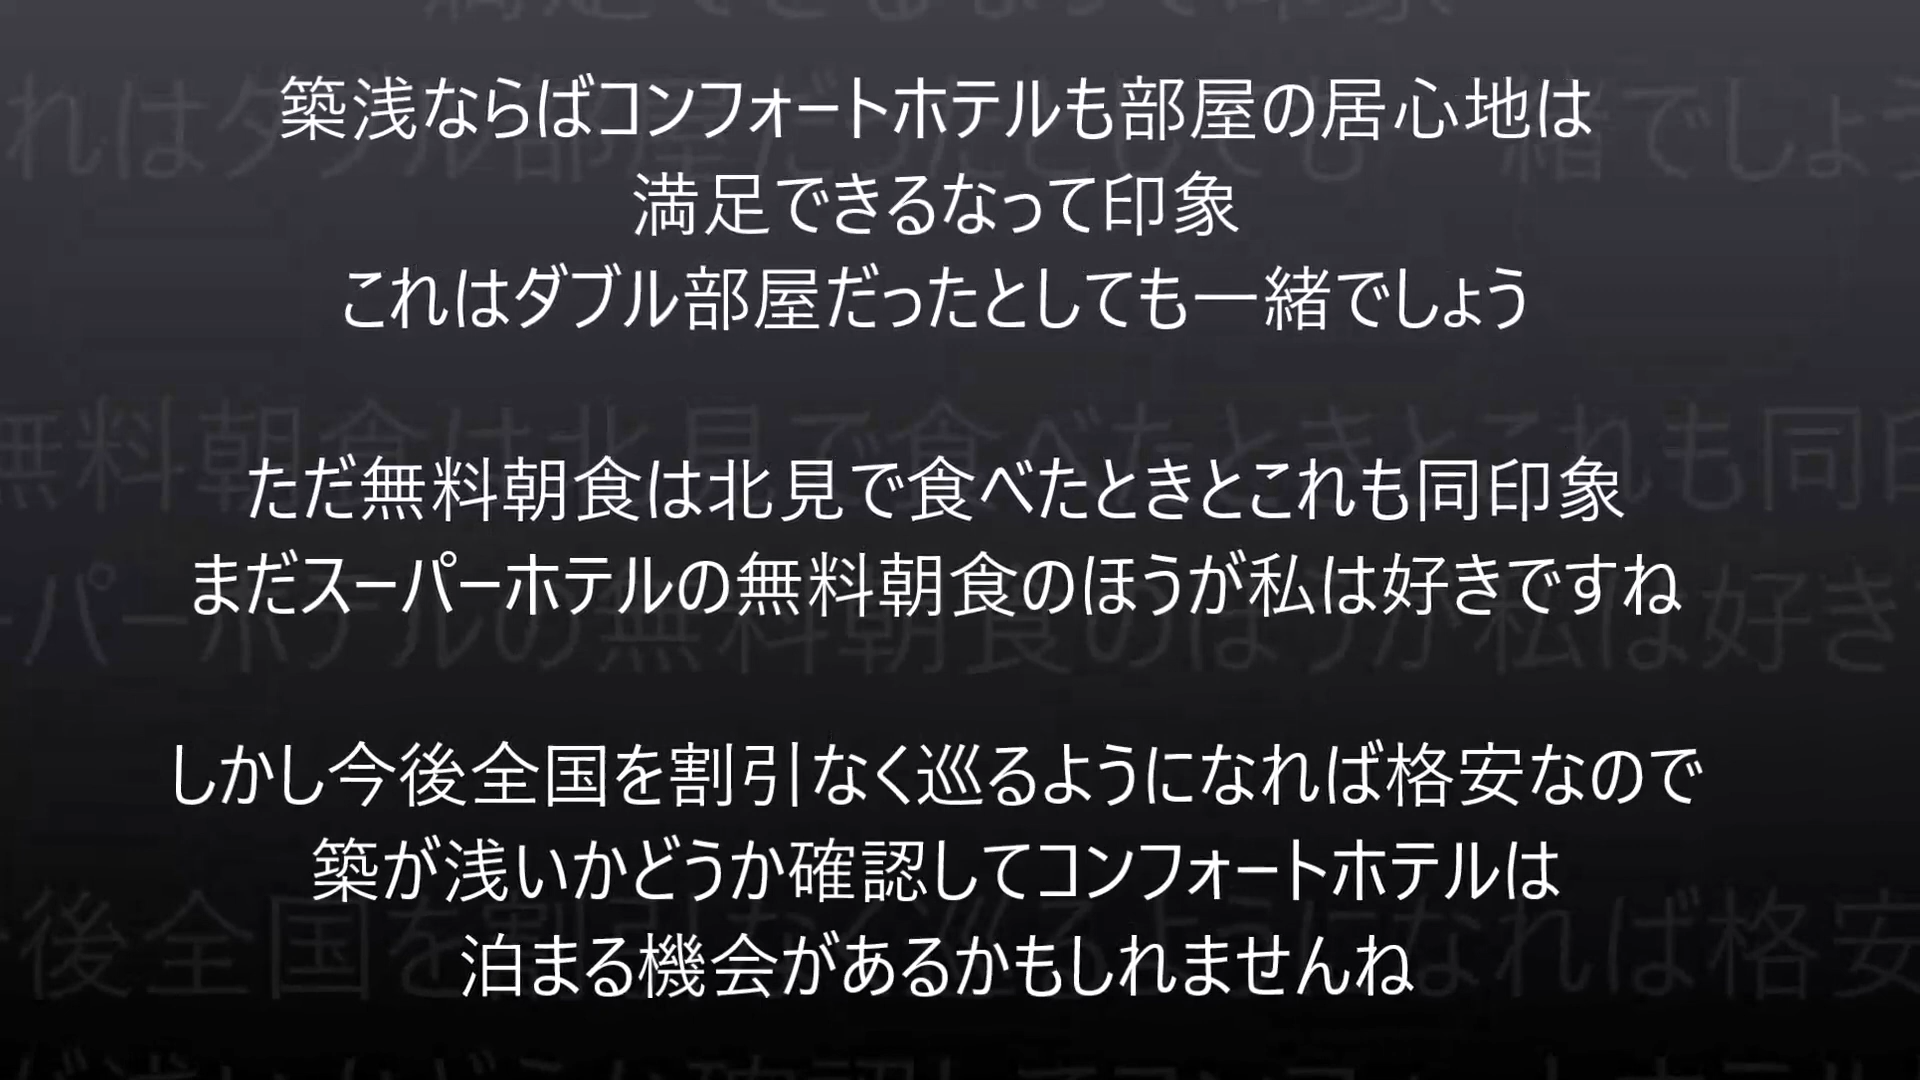 築浅ならばコンフォートホテルも部屋の居心地は
満足できるなって印象
これはダブル部屋だったとしても一緒でしょう
ただ無料朝食は北見で食べたときとこれも同印象
まだスーパーホテルの無料朝食のほうが私は好きですね
しかし今後全国を割引なく巡るようになれば格安なので
築が浅いかどうか確認してコンフォートホテルは
泊まる機会があるかもしれませんね